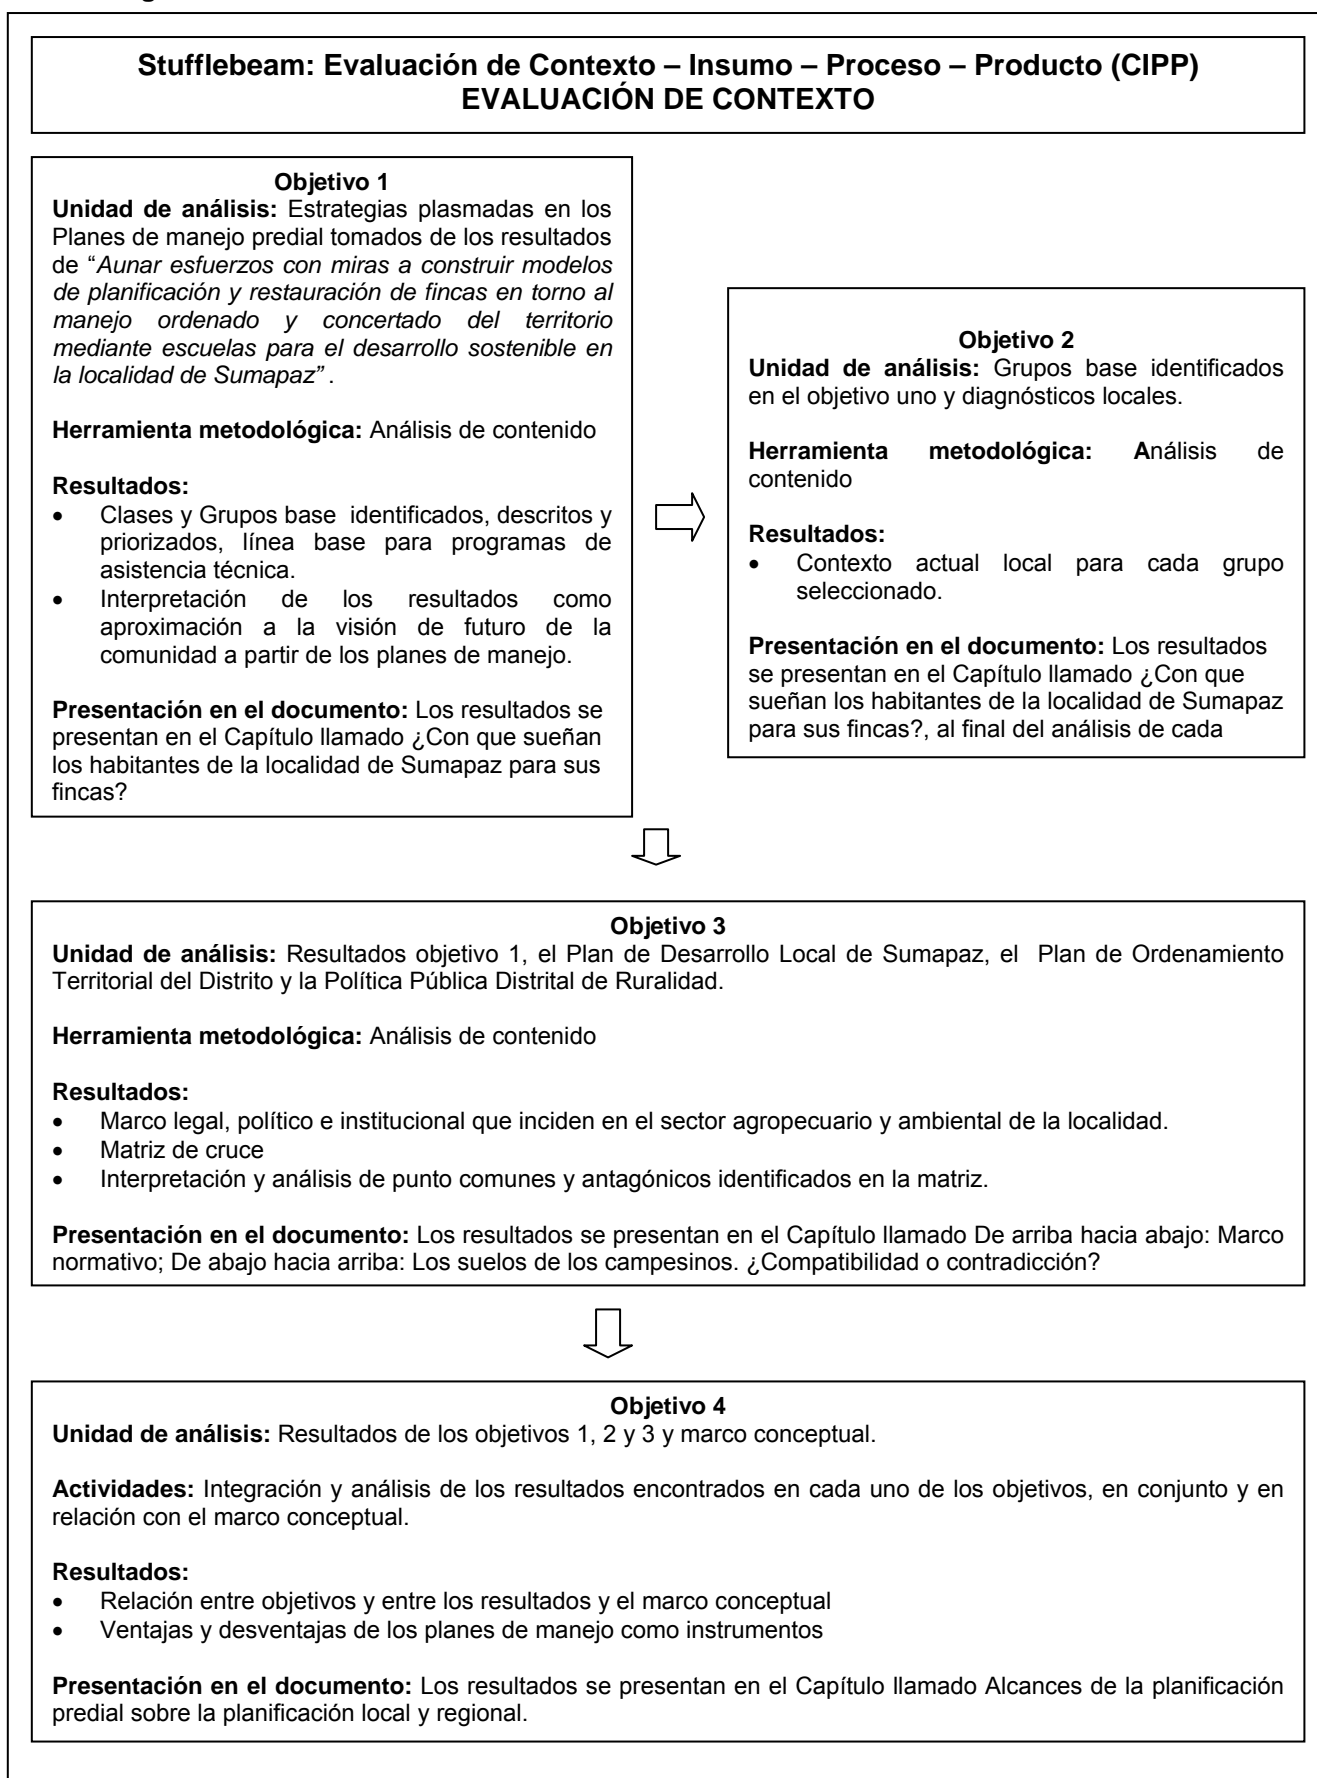 Stufflebeam: Evaluación de Contexto – Insumo – Proceso – Producto (CIPP)
EVALUACIÓN DE CONTEXTO
Objetivo 1
Unidad de análisis: Estrategias plasmadas en los
Planes de manejo predial tomados de los resultados
de “Aunar esfuerzos con miras a construir modelos
de planificación y restauración de fincas en torno al
manejo ordenado y concertado del territorio
mediante escuelas para el desarrollo sostenible en
la localidad de Sumapaz” .
Herramienta metodológica: Análisis de contenido
Resultados:
• Clases y Grupos base identificados, descritos y
priorizados, línea base para programas de
asistencia técnica.
• Interpretación de los resultados como
aproximación a la visión de futuro de la
comunidad a partir de los planes de manejo.
Presentación en el documento: Los resultados se
presentan en el Capítulo llamado ¿Con que sueñan
los habitantes de la localidad de Sumapaz para sus
fincas?
Objetivo 2
Unidad de análisis: Grupos base identificados
en el objetivo uno y diagnósticos locales.
Herramienta metodológica: Análisis de
contenido
Resultados:
• Contexto actual local para cada grupo
seleccionado.
Presentación en el documento: Los resultados
se presentan en el Capítulo llamado ¿Con que
sueñan los habitantes de la localidad de Sumapaz
para sus fincas?, al final del análisis de cada
Objetivo 3
Unidad de análisis: Resultados objetivo 1, el Plan de Desarrollo Local de Sumapaz, el Plan de Ordenamiento
Territorial del Distrito y la Política Pública Distrital de Ruralidad.
Herramienta metodológica: Análisis de contenido
Resultados:
• Marco legal, político e institucional que inciden en el sector agropecuario y ambiental de la localidad.
• Matriz de cruce
• Interpretación y análisis de punto comunes y antagónicos identificados en la matriz.
Presentación en el documento: Los resultados se presentan en el Capítulo llamado De arriba hacia abajo: Marco
normativo; De abajo hacia arriba: Los suelos de los campesinos. ¿Compatibilidad o contradicción?
Objetivo 4
Unidad de análisis: Resultados de los objetivos 1, 2 y 3 y marco conceptual.
Actividades: Integración y análisis de los resultados encontrados en cada uno de los objetivos, en conjunto y en
relación con el marco conceptual.
Resultados:
• Relación entre objetivos y entre los resultados y el marco conceptual
• Ventajas y desventajas de los planes de manejo como instrumentos
Presentación en el documento: Los resultados se presentan en el Capítulo llamado Alcances de la planificación
predial sobre la planificación local y regional.